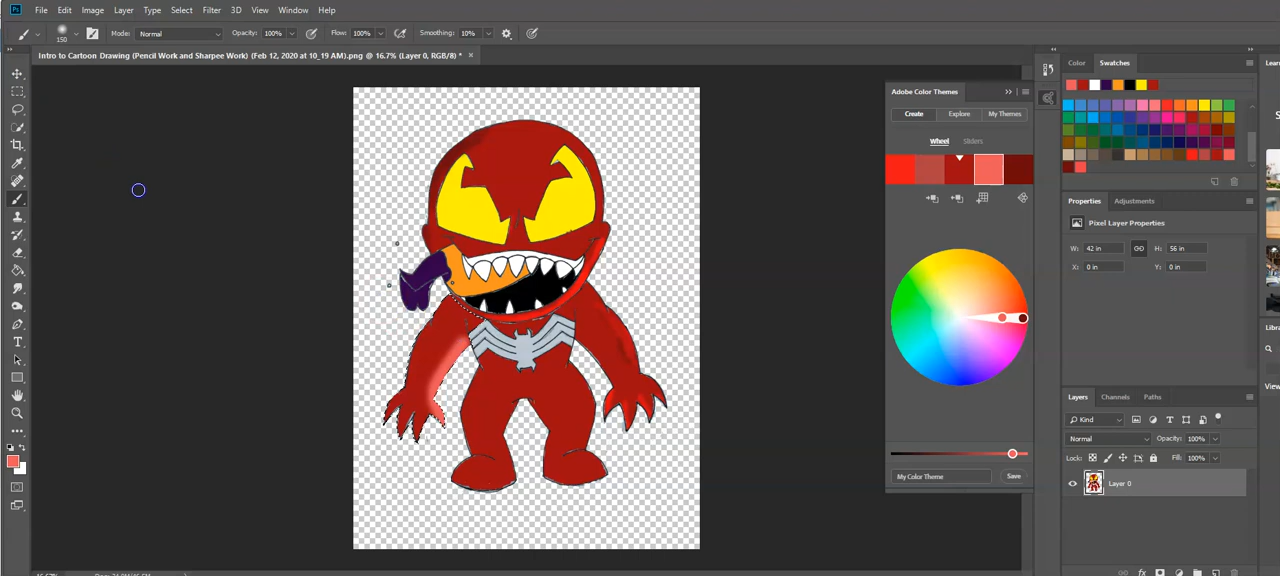 Ps File Edit Image Layer Type Select Filter 3D View Window Help
150 Mode: Normal Opacity: 100% Flow: 100% Smoothing: 10%
Intro to Cartoon Drawing (Pencil Work and Sharpee Work) (Feb 12, 2020 at 10_19 AM).png @ 16.7% (Layer 0, RGB/8) * ×
Color Swatches
Learn
Adobe Color Themes
Create Explore My Themes
Wheel Sliders
Properties Adjustments
Pixel Layer Properties
W: 42 in H: 56 in
X: 0 in Y: 0 in
My Color Theme Save
Layers Channels Paths
Kind
Normal Opacity: 100%
Lock: Fill: 100%
Layer 0
T